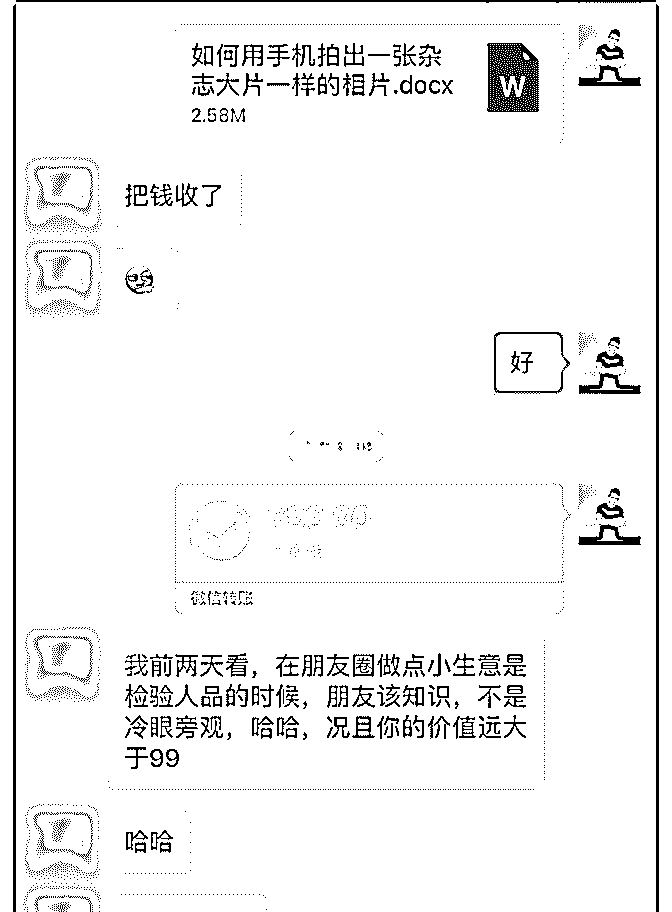 如何用手机拍出一张杂
志大片一样的相片.docx
2.58M
W
把钱收了
好
微信转账
我前两天看，在朋友圈做点小生意是
检验人品的时候，朋友该知识，不是
冷眼旁观，哈哈，况且你的价值远大
于99
哈哈